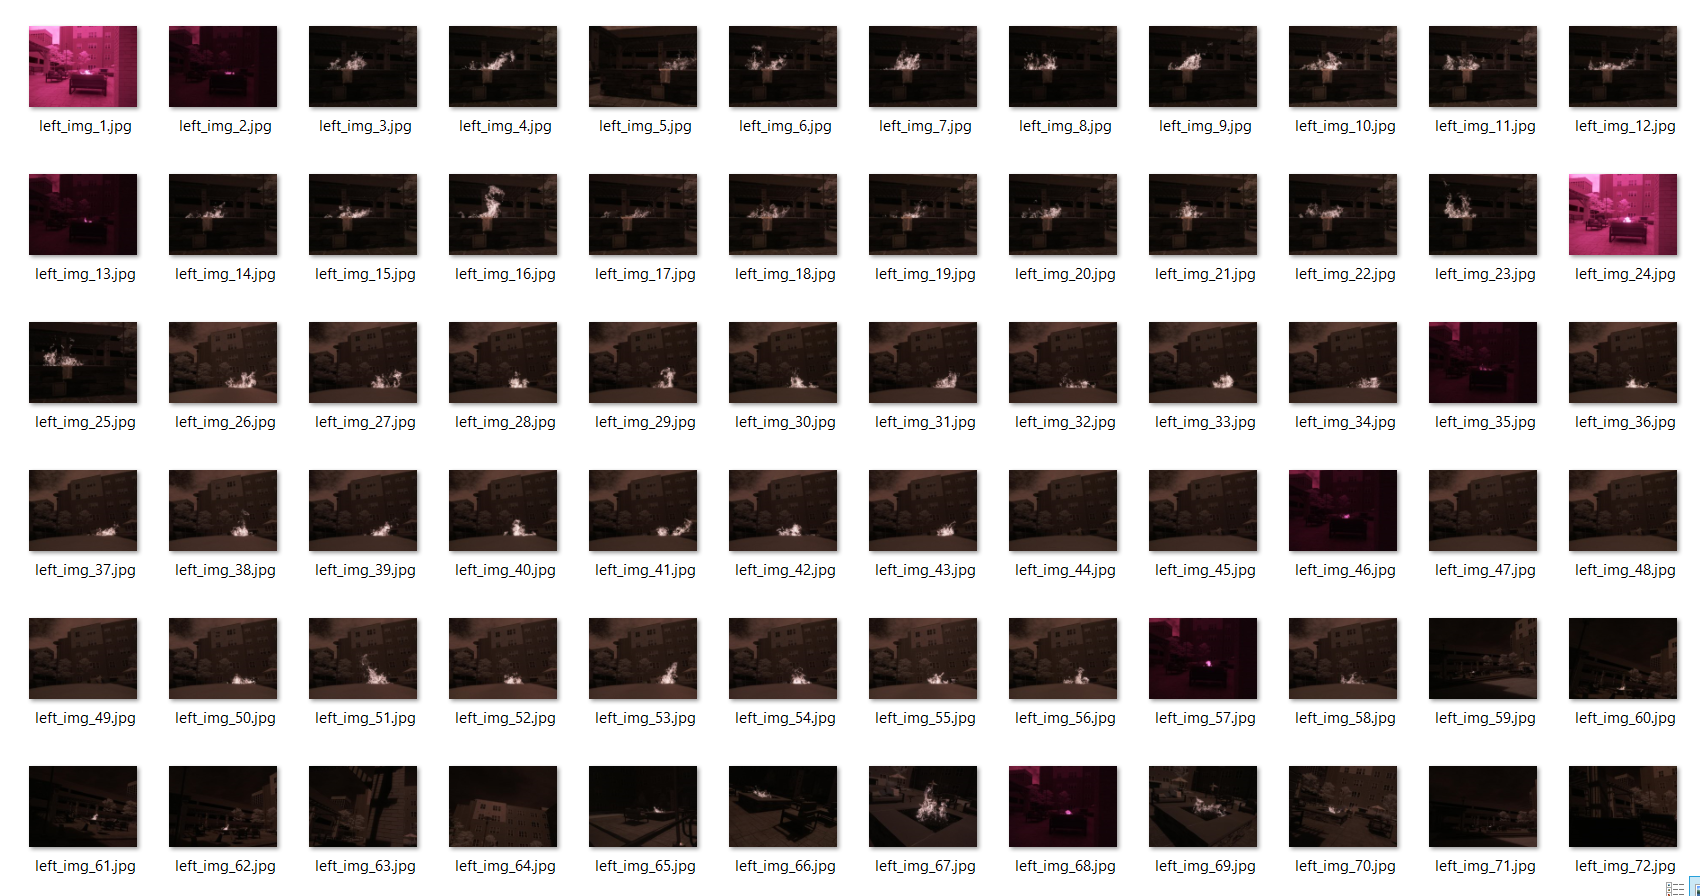 left_img_1.jpg left_img_2.jpg left_img_3.jpg left_img_4.jpg left_img_5.jpg left_img_6.jpg left_img_7.jpg left_img_8.jpg left_img_9.jpg left_img_10.jpg left_img_11.jpg left_img_12.jpg
left_img_13.jpg left_img_14.jpg left_img_15.jpg left_img_16.jpg left_img_17.jpg left_img_18.jpg left_img_19.jpg left_img_20.jpg left_img_21.jpg left_img_22.jpg left_img_23.jpg left_img_24.jpg
left_img_25.jpg left_img_26.jpg left_img_27.jpg left_img_28.jpg left_img_29.jpg left_img_30.jpg left_img_31.jpg left_img_32.jpg left_img_33.jpg left_img_34.jpg left_img_35.jpg left_img_36.jpg
left_img_37.jpg left_img_38.jpg left_img_39.jpg left_img_40.jpg left_img_41.jpg left_img_42.jpg left_img_43.jpg left_img_44.jpg left_img_45.jpg left_img_46.jpg left_img_47.jpg left_img_48.jpg
left_img_49.jpg left_img_50.jpg left_img_51.jpg left_img_52.jpg left_img_53.jpg left_img_54.jpg left_img_55.jpg left_img_56.jpg left_img_57.jpg left_img_58.jpg left_img_59.jpg left_img_60.jpg
left_img_61.jpg left_img_62.jpg left_img_63.jpg left_img_64.jpg left_img_65.jpg left_img_66.jpg left_img_67.jpg left_img_68.jpg left_img_69.jpg left_img_70.jpg left_img_71.jpg left_img_72.jpg